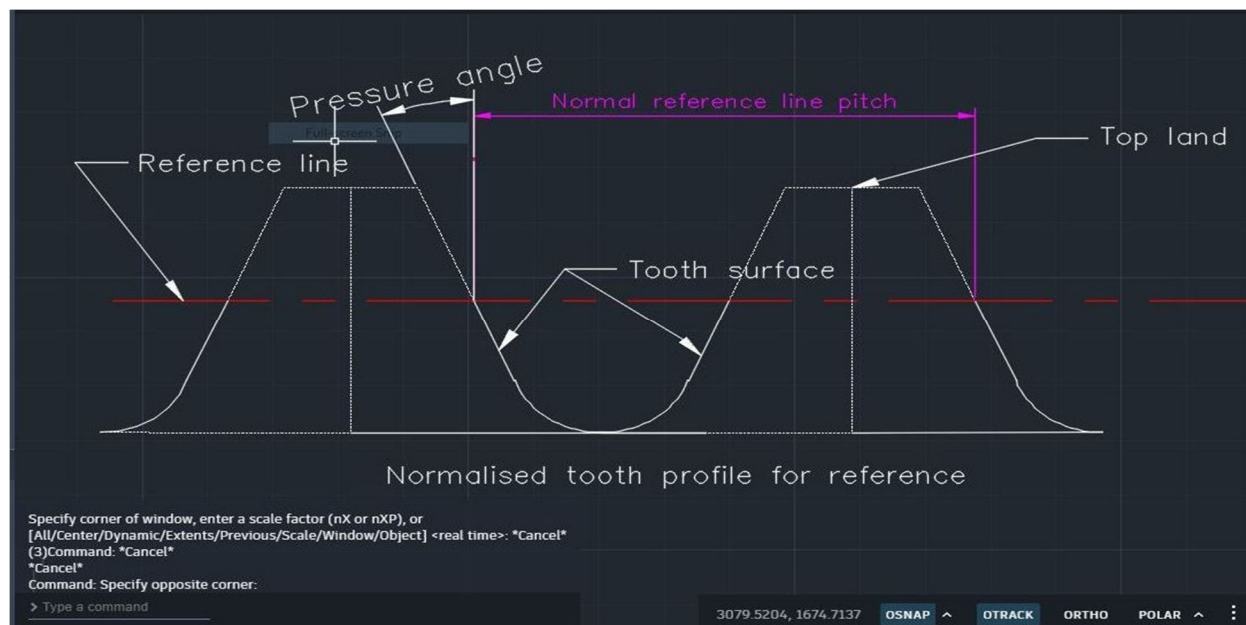 Pressure angle
Normal reference line pitch
Full-screen Snip
Top land
Reference line
Tooth surface
Normalised tooth profile for reference
Specify corner of window, enter a scale factor (nX or nXP), or
[All/Center/Dynamic/Extents/Previous/Scale/Window/Object] <real time>: *Cancel*
(3)Command: *Cancel*
*Cancel*
Command: Specify opposite corner:
> Type a command
3079.5204, 1674.7137 OSNAP OTRACK ORTHO POLAR